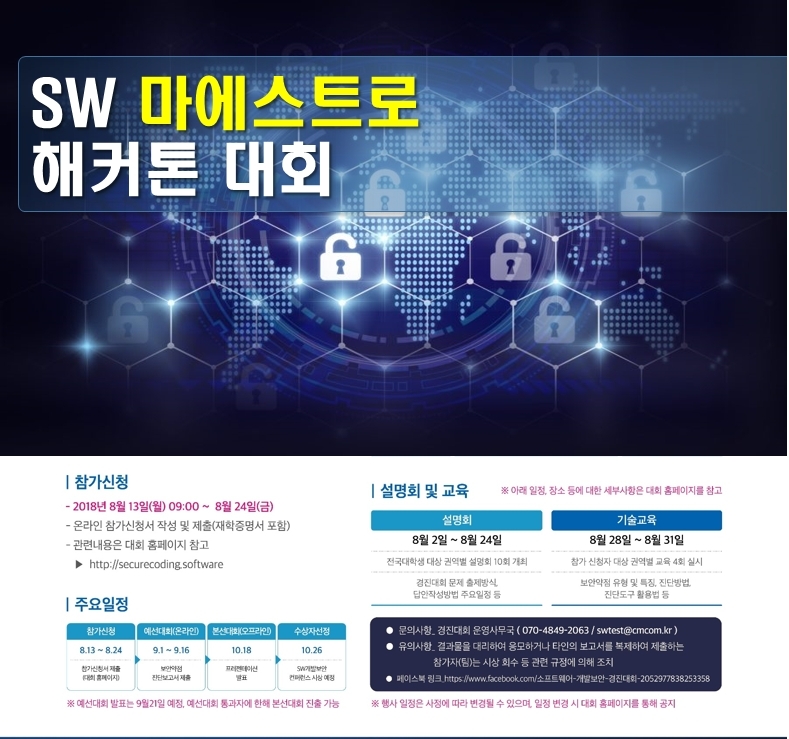 SW 마에스트로
해커톤 대회
| 참가신청
- 2018년 8월 13일(월) 09:00 ~ 8월 24일(금)
- 온라인 참가신청서 작성 및 제출(재학증명서 포함)
- 관련내용은 대회 홈페이지 참고
▶ http://securecoding.software
| 주요일정
참가신청 예선대회(온라인) 본선대회(오프라인) 수상자선정
8.13 ~ 8.24 9.1 ~ 9.16 10.18 10.26
참가신청서 제출 보안약점 프러젠테이션 SW개발보안
(대회 홈페이지) 진단보고서 제출 발표 컨퍼런스 시상 예정
※ 예선대회 발표는 9월21일 예정, 예선대회 통과자에 한해 본선대회 진출 가능
| 설명회 및 교육 ※ 아래 일정, 장소 등에 대한 세부사항은 대회 홈페이지를 참고
설명회 기술교육
8월 2일 ~ 8월 24일 8월 28일 ~ 8월 31일
전국대학생 대상 권역별 설명회 10회 개최 참가 신청자 대상 권역별 교육 4회 실시
경진대회 문제 출제방식, 보안약점 유형 및 특징, 진단방법,
답안작성방법 주요일정 등 진단도구 활용법 등
● 문의사항_ 경진대회 운영사무국 ( 070-4849-2063 / swtest@cmcom.kr )
● 유의사항_ 결과물을 대리하여 응모하거나 타인의 보고서를 복제하여 제출하는
참가자(팀)는 시상 회수 등 관련 규정에 의해 조치
● 페이스북 링크_https://www.facebook.com/소프트웨어-개발보안-경진대회-2052977838253358
※ 행사 일정은 사정에 따라 변경될 수 있으며, 일정 변경 시 대회 홈페이지를 통해 공지